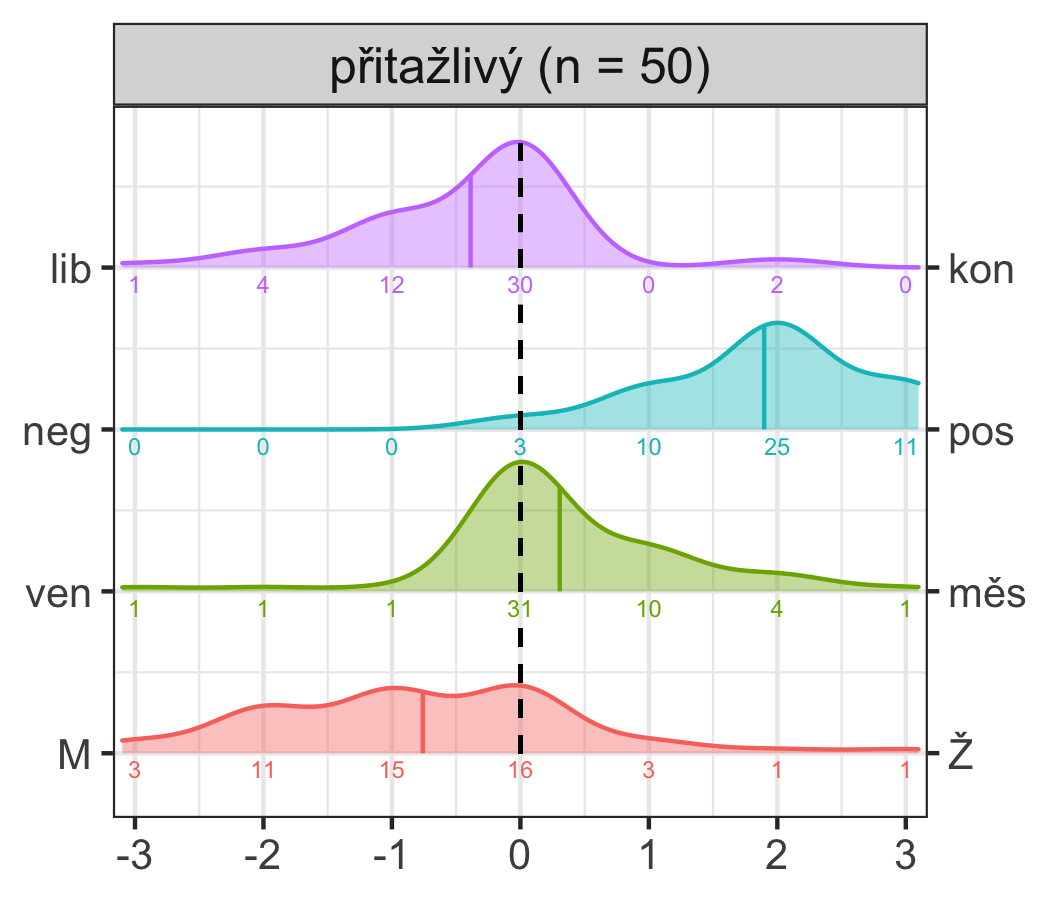 přitažlivý (n = 50)
lib kon
1 4 12 30 0 2 0
neg pos
0 0 0 3 10 25 11
ven měs
1 1 1 31 10 4 1
M Ž
3 11 15 16 3 1 1
-3 -2 -1 0 1 2 3